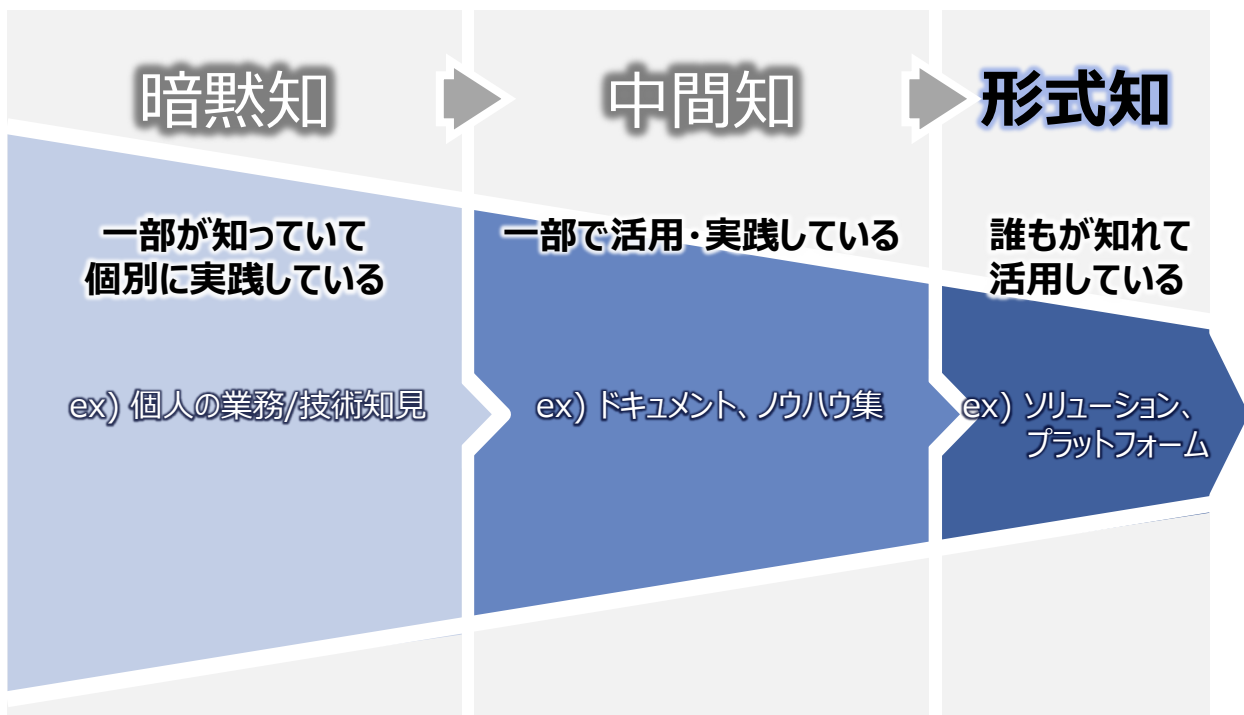 暗黙知
中間知
形式知
一部が知っていて
個別に実践している
一部で活用・実践している
誰もが知れて
活用している
ex) 個人の業務/技術知見
ex) ドキュメント、ノウハウ集
ex) ソリューション、
プラットフォーム